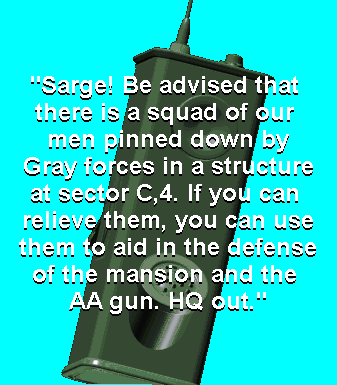 "Sarge! Be advised that
there is a squad of our
men pinned down by
Gray forces in a structure
at sector C,4. If you can
relieve them, you can use
them to aid in the defense
of the mansion and the
AA gun. HQ out."